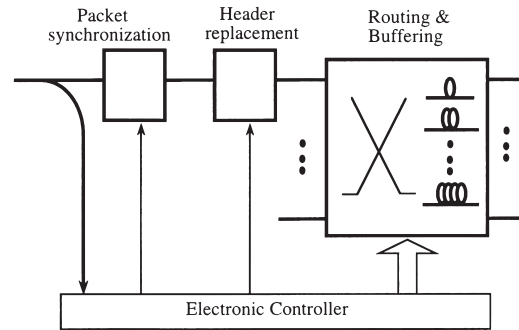 Packet
synchronization
Header
replacement
Routing &
Buffering
Electronic Controller